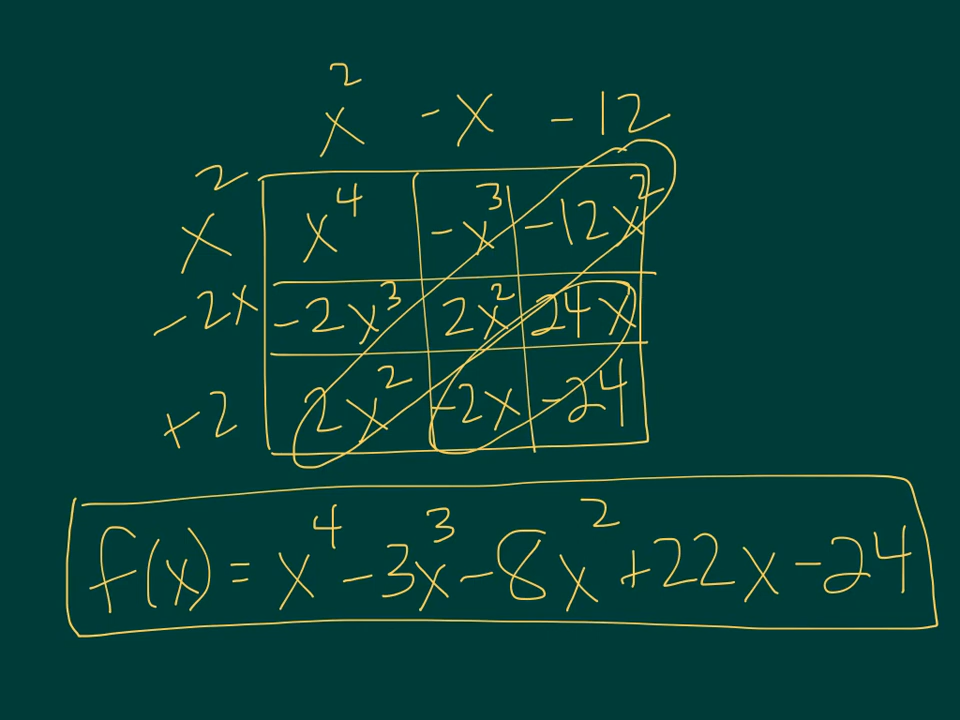 x² -x -12
x² x⁴ -x³ -12x²
-2x -2x³ 2x² 24x
+2 2x² -2x -24
f(x) = x⁴ -3x³ -8x² +22x -24